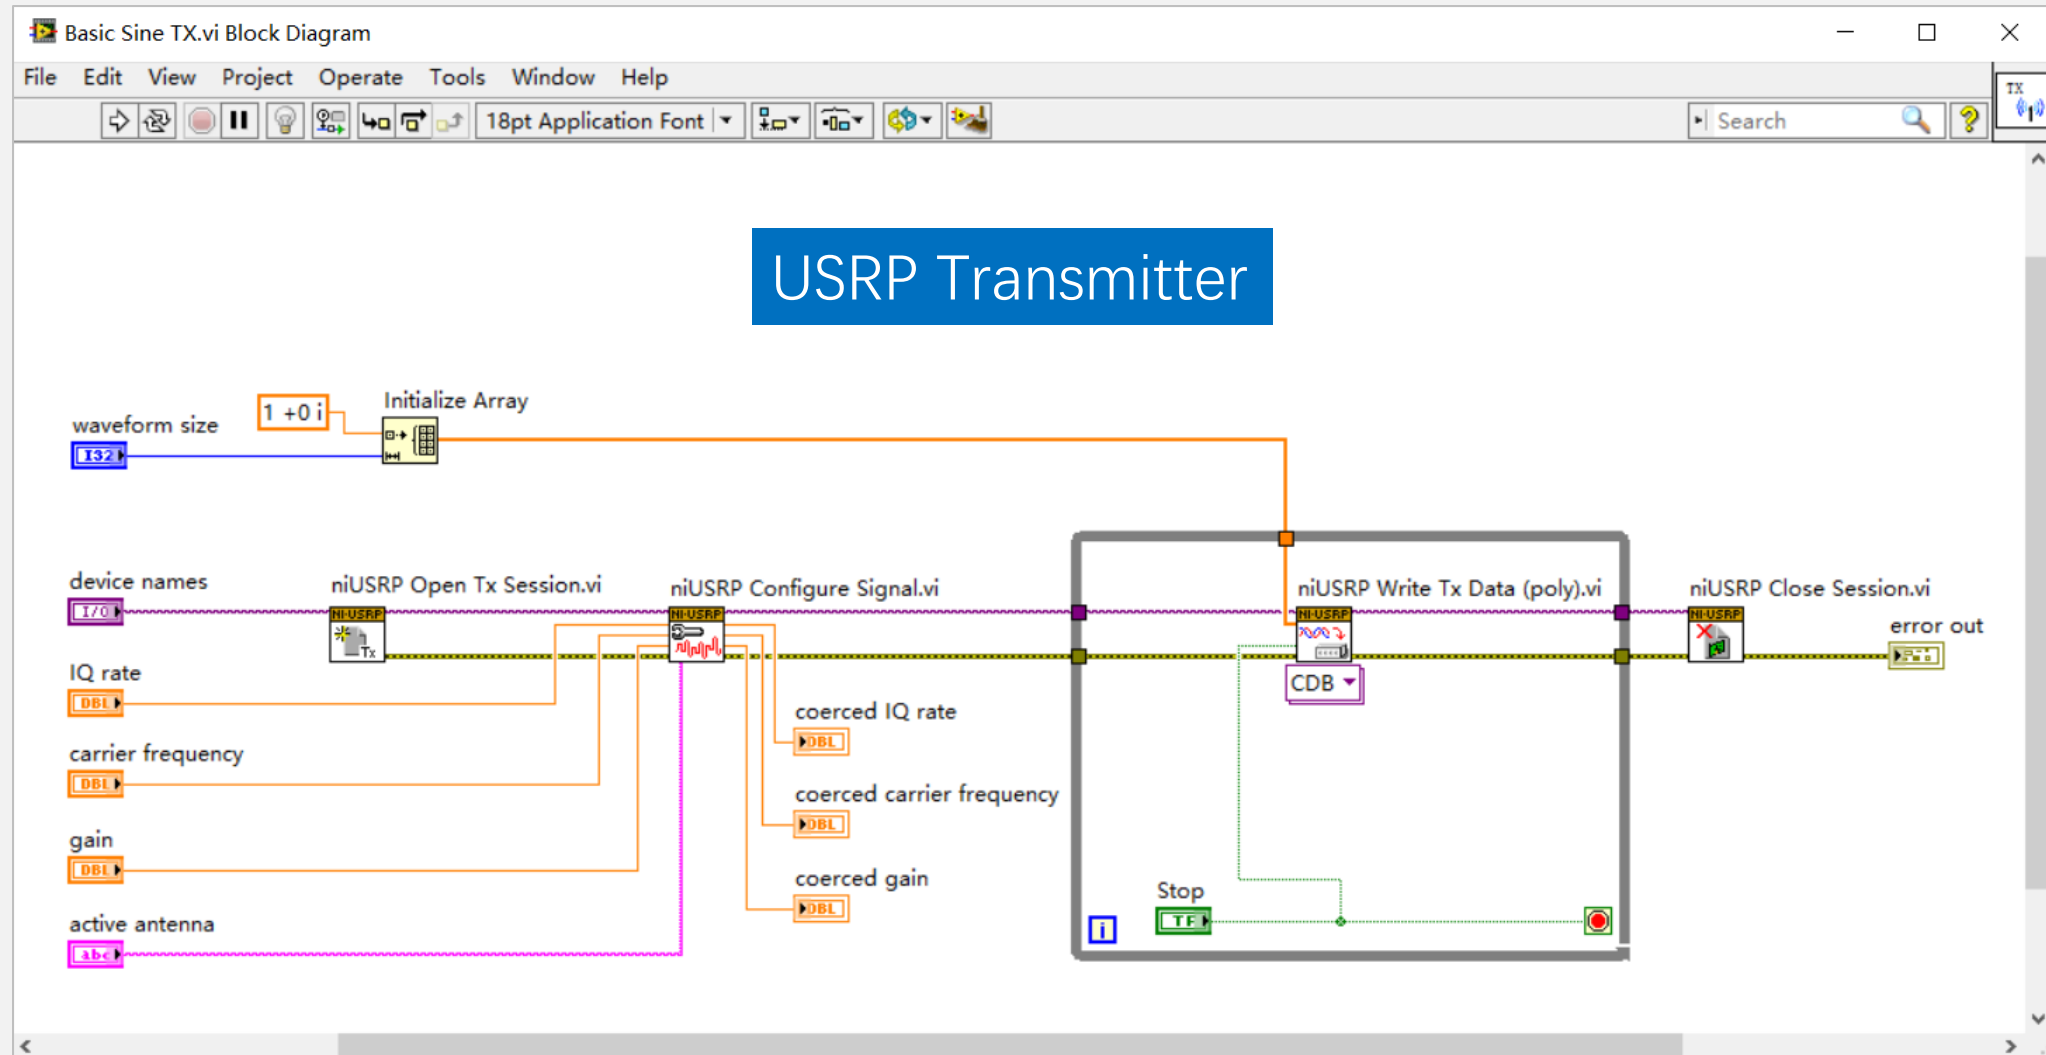 Basic Sine TX.vi Block Diagram
File Edit View Project Operate Tools Window Help
TX
18pt Application Font
Search
?
USRP Transmitter
Initialize Array
1 +0 i
waveform size
I32
device names
niUSRP Open Tx Session.vi
niUSRP Configure Signal.vi
niUSRP Write Tx Data (poly).vi
niUSRP Close Session.vi
I/O
NI-USRP
NI-USRP
NI-USRP
NI-USRP
Tx
error out
IQ rate
DBL
CDB
coerced IQ rate
DBL
carrier frequency
DBL
coerced carrier frequency
DBL
gain
DBL
coerced gain
DBL
Stop
TF
i
active antenna
abc